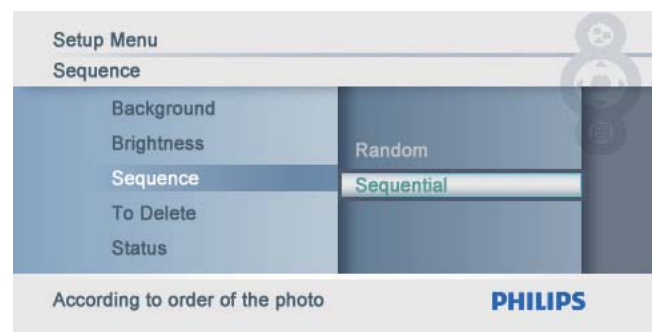 Setup Menu
Sequence
Background
Brightness
Sequence
To Delete
Status
Random
Sequential
According to order of the photo
PHILIPS